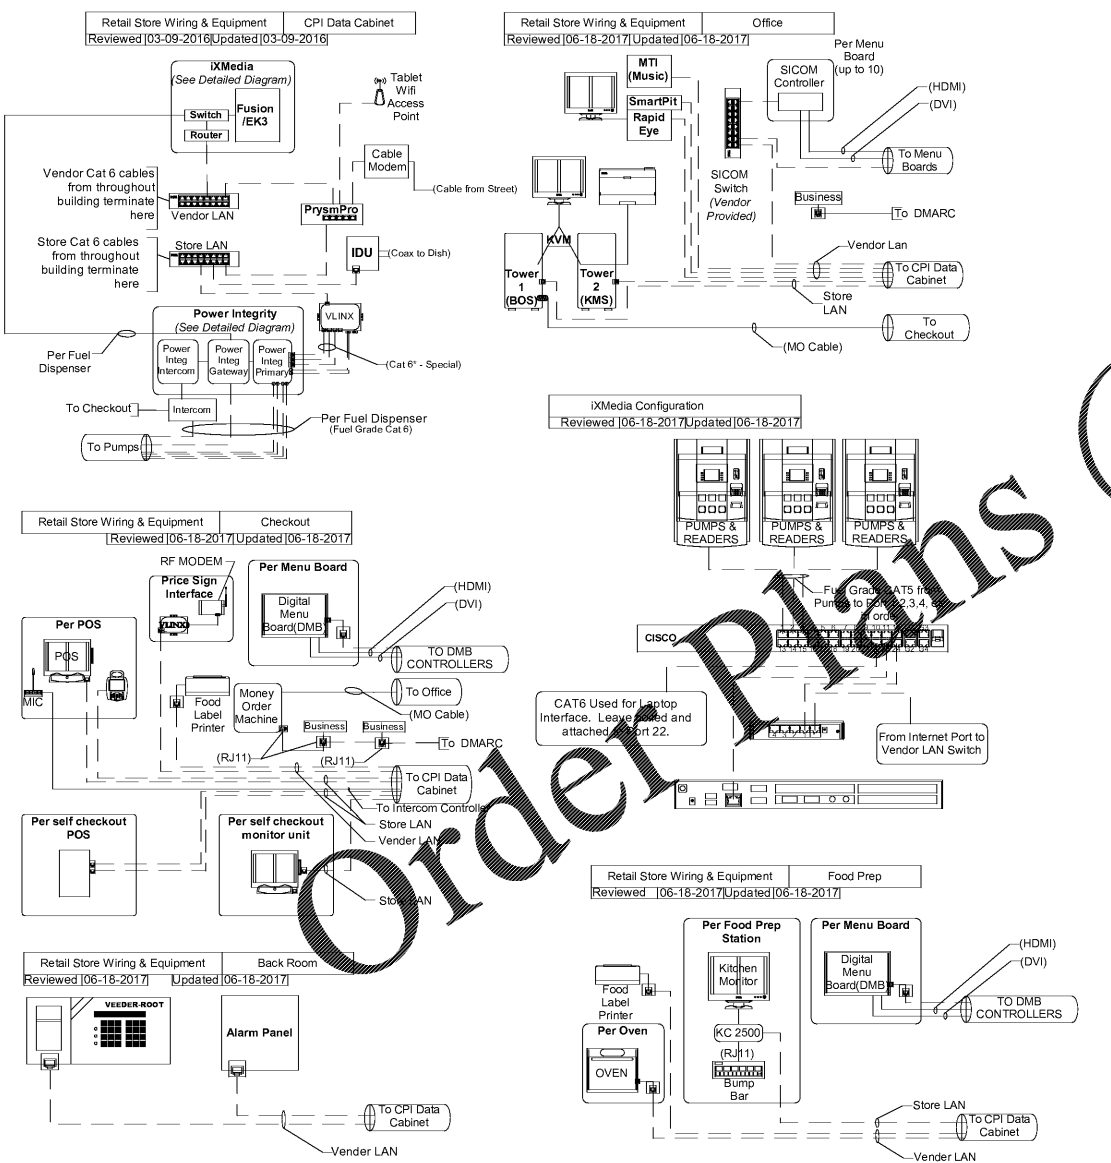 Retail Store Wiring & Equipment CPI Data Cabinet
Reviewed 03-09-2016 Updated 03-09-2016
iXMedia
(See Detailed Diagram)
Switch
Router
Fusion
/EK3
Tablet
Wifi
Access
Point
Cable
Modem
(Cable from Street)
Vendor Cat 6 cables
from throughout
building terminate
here
Vendor LAN
PrysmPro
Store Cat 6 cables
from throughout
building terminate
here
Store LAN
IDU
(Coax to Dish)
Power Integrity
(See Detailed Diagram)
VLINX
Power
Integ
Intercom
Power
Integ
Gateway
Power
Integ
Primary
(Cat 6* - Special)
Per Fuel
Dispenser
To Checkout
Intercom
Per Fuel Dispenser
(Fuel Grade Cat 6)
To Pumps
Retail Store Wiring & Equipment Office
Reviewed 06-18-2017 Updated 06-18-2017
MTI
(Music)
SmartPit
Rapid
Eye
SICOM
Controller
Per Menu
Board
(up to 10)
(HDMI)
(DVI)
To Menu
Boards
SICOM
Switch
(Vendor
Provided)
Business
To DMARC
KVM
Tower
1
(BOS)
Tower
2
(KMS)
Vendor Lan
To CPI Data
Cabinet
Store
LAN
To
Checkout
(MO Cable)
iXMedia Configuration
Reviewed 06-18-2017 Updated 06-18-2017
PUMPS &
READERS
PUMPS &
READERS
PUMPS &
READERS
CISCO
CAT6 Used for Laptop
From Internet Port to
Vendor LAN Switch
Retail Store Wiring & Equipment Checkout
Reviewed 06-18-2017 Updated 06-18-2017
RF MODEM
Price Sign
Interface
VLINX
Per Menu Board
Digital
Menu
Board(DMB)
(HDMI)
(DVI)
TO DMB
CONTROLLERS
Per POS
POS
MIC
Food
Label
Printer
Money
Order
Machine
To Office
(MO Cable)
Business
Business
To DMARC
(RJ11)
(RJ11)
To CPI Data
Cabinet
To Intercom Controller
Store LAN
Vender LAN
Per self checkout
POS
Per self checkout
monitor unit
Store LAN
Retail Store Wiring & Equipment Back Room
Reviewed 06-18-2017 Updated 06-18-2017
VEEDER-ROOT
Alarm Panel
To CPI Data
Cabinet
Vender LAN
Retail Store Wiring & Equipment Food Prep
Reviewed 06-18-2017 Updated 06-18-2017
Per Food Prep
Station
Kitchen
Monitor
KC 2500
(RJ11)
Bump
Bar
Food
Label
Printer
Per Oven
OVEN
Per Menu Board
Digital
Menu
Board(DMB)
(HDMI)
(DVI)
TO DMB
CONTROLLERS
Store LAN
To CPI Data
Cabinet
Vender LAN
Order Plans